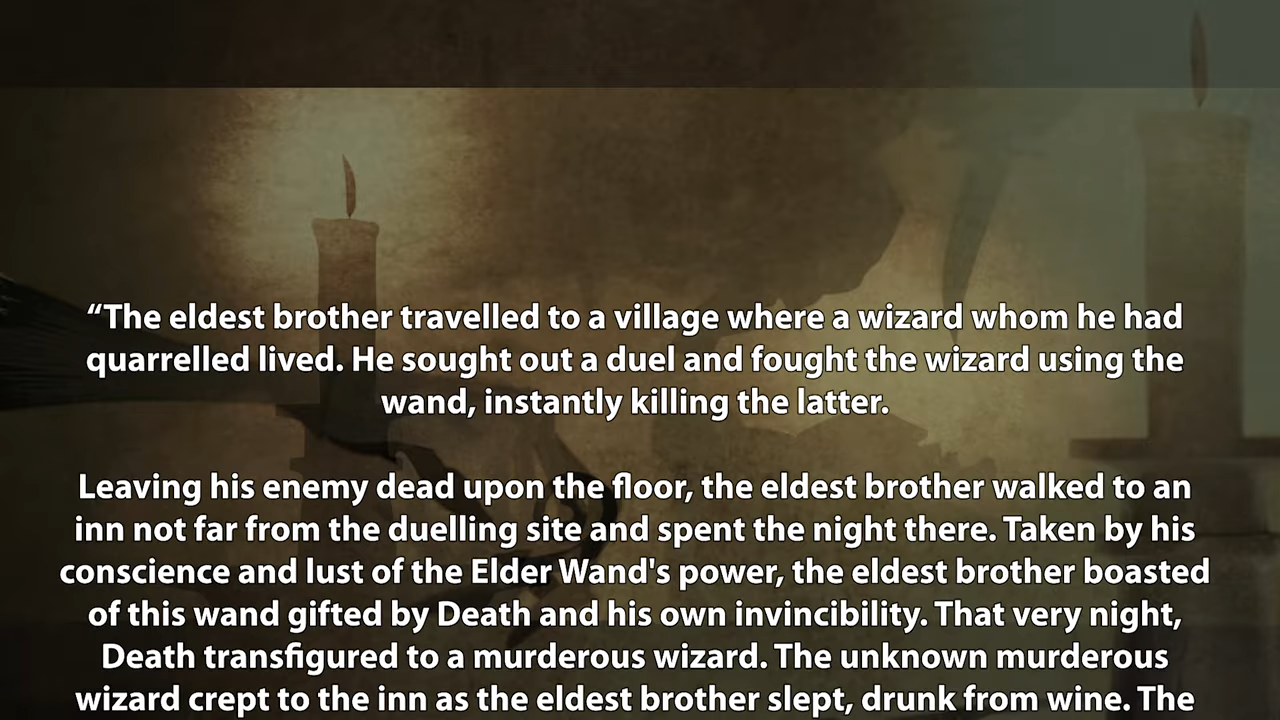 “The eldest brother travelled to a village where a wizard whom he had
quarrelled lived. He sought out a duel and fought the wizard using the
wand, instantly killing the latter.
Leaving his enemy dead upon the floor, the eldest brother walked to an
inn not far from the duelling site and spent the night there. Taken by his
conscience and lust of the Elder Wand's power, the eldest brother boasted
of this wand gifted by Death and his own invincibility. That very night,
Death transfigured to a murderous wizard. The unknown murderous
wizard crept to the inn as the eldest brother slept, drunk from wine. The